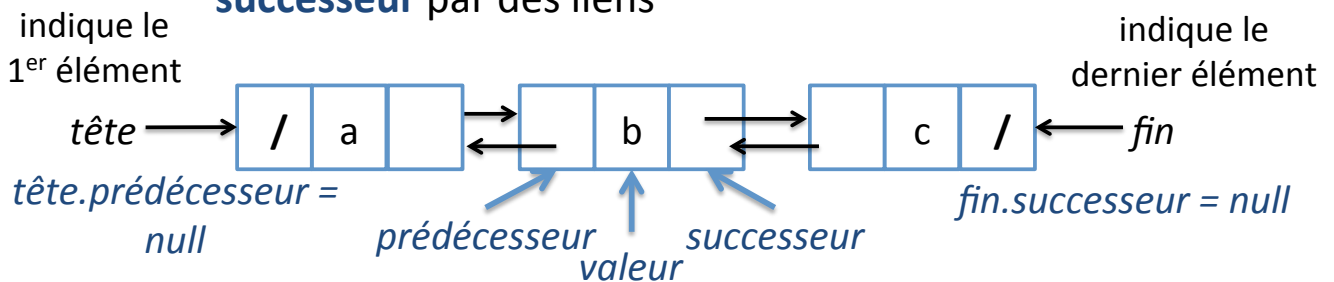 successeur par des liens
indique le
1er élément
indique le
dernier élément
tête
/ a
b
c /
fin
tête.prédécesseur =
null
fin.successeur = null
prédécesseur
valeur
successeur